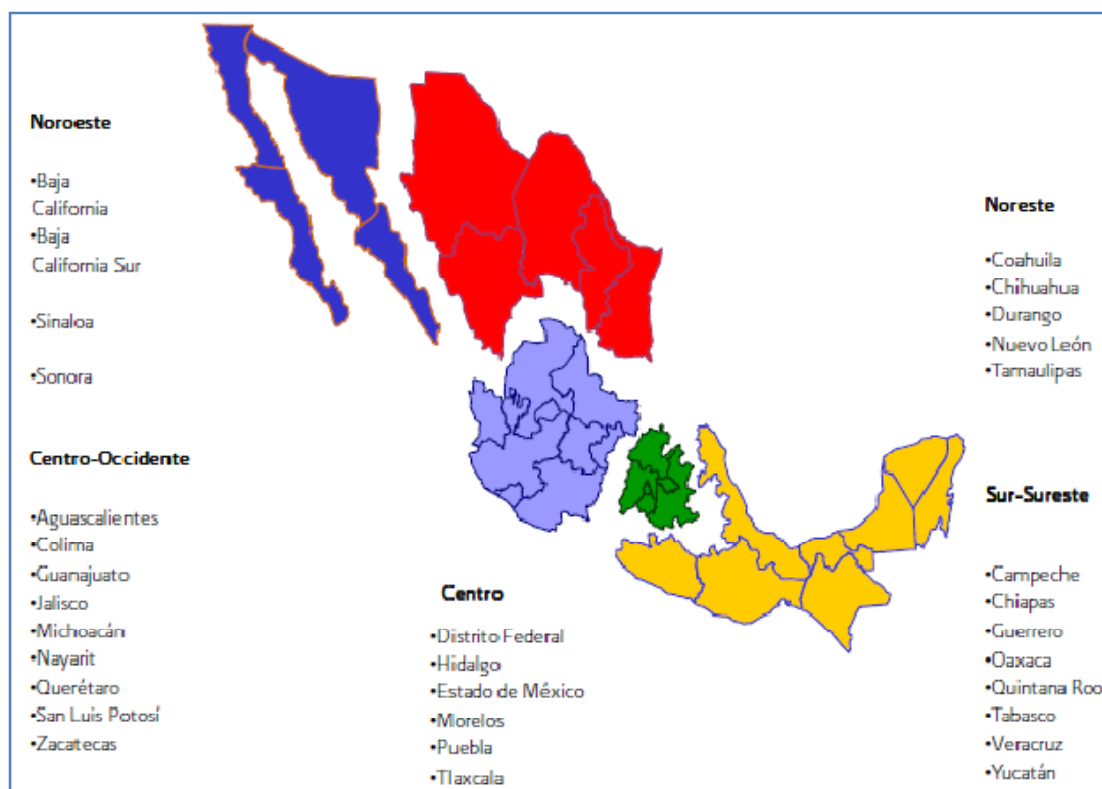 Noroeste
•Baja
California
•Baja
California Sur
•Sinaloa
•Sonora
Centro-Occidente
•Aguascalientes
•Colima
•Guanajuato
•Jalisco
•Michoacán
•Nayarit
•Querétaro
•San Luis Potosí
•Zacatecas
Centro
•Distrito Federal
•Hidalgo
•Estado de México
•Morelos
•Puebla
•Tlaxcala
Noreste
•Coahuila
•Chihuahua
•Durango
•Nuevo León
•Tamaulipas
Sur-Sureste
•Campeche
•Chiapas
•Guerrero
•Oaxaca
•Quintana Roo
•Tabasco
•Veracruz
•Yucatán